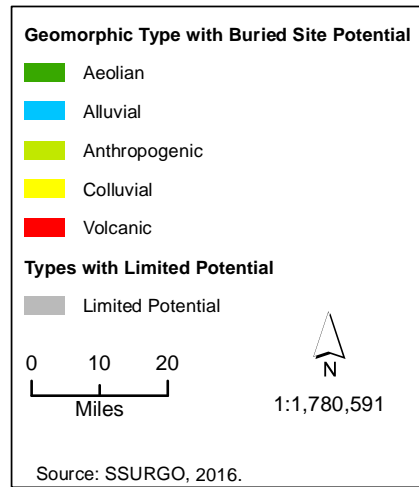 Geomorphic Type with Buried Site Potential
Aeolian
Alluvial
Anthropogenic
Colluvial
Volcanic
Types with Limited Potential
Limited Potential
0 10 20
Miles
N
1:1,780,591
Source: SSURGO, 2016.